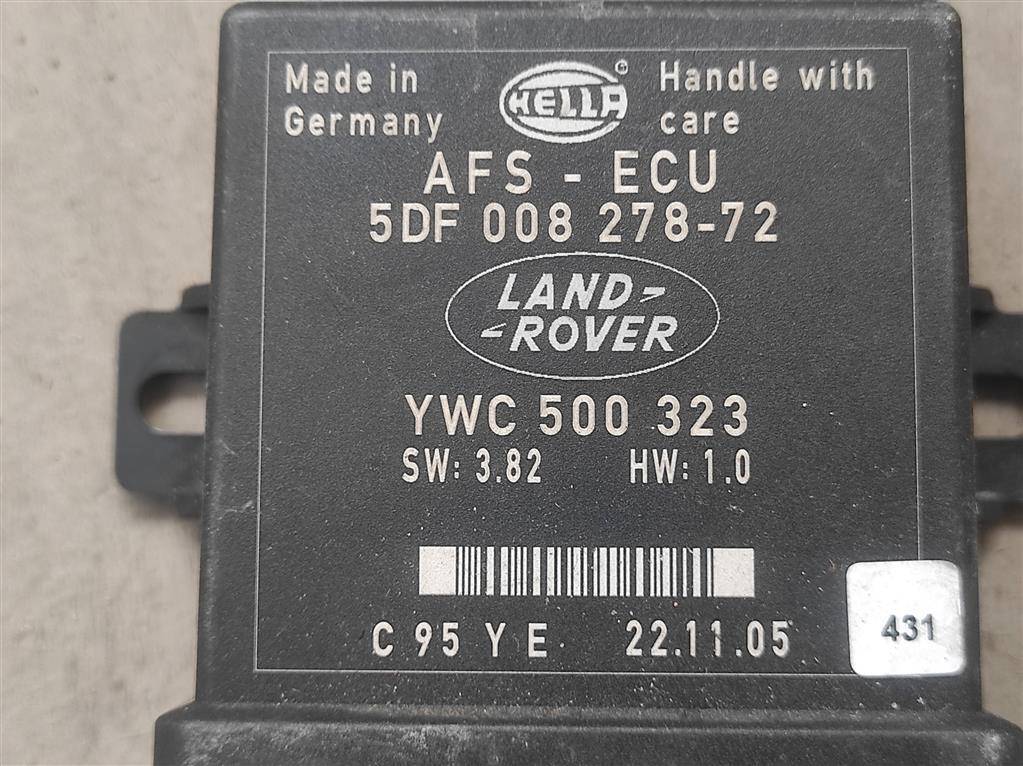 Made in
Germany
HELLA
Handle with
care
AFS - ECU
5DF 008 278-72
LAND
ROVER
YWC 500 323
SW: 3.82 HW: 1.0
C 95 Y E 22.11.05
431